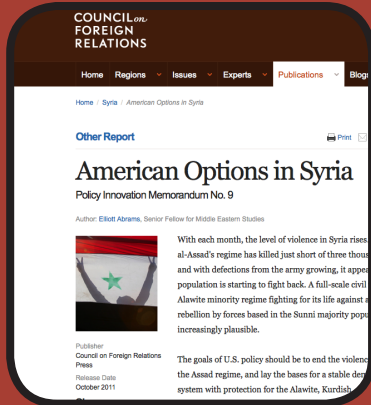 COUNCIL on
FOREIGN
RELATIONS
Home Regions Issues Experts Publications Blogs
Home / Syria / American Options in Syria
Other Report
Print
American Options in Syria
Policy Innovation Memorandum No. 9
Author: Elliott Abrams, Senior Fellow for Middle Eastern Studies
With each month, the level of violence in Syria rises.
al-Assad's regime has killed just short of three thous
and with defections from the army growing, it appea
population is starting to fight back. A full-scale civil
Alawite minority regime fighting for its life against a
rebellion by forces based in the Sunni majority popu
increasingly plausible.
Publisher
Council on Foreign Relations
Press
Release Date
October 2011
The goals of U.S. policy should be to end the violenc
the Assad regime, and lay the bases for a stable dem
system with protection for the Alawite, Kurdish,